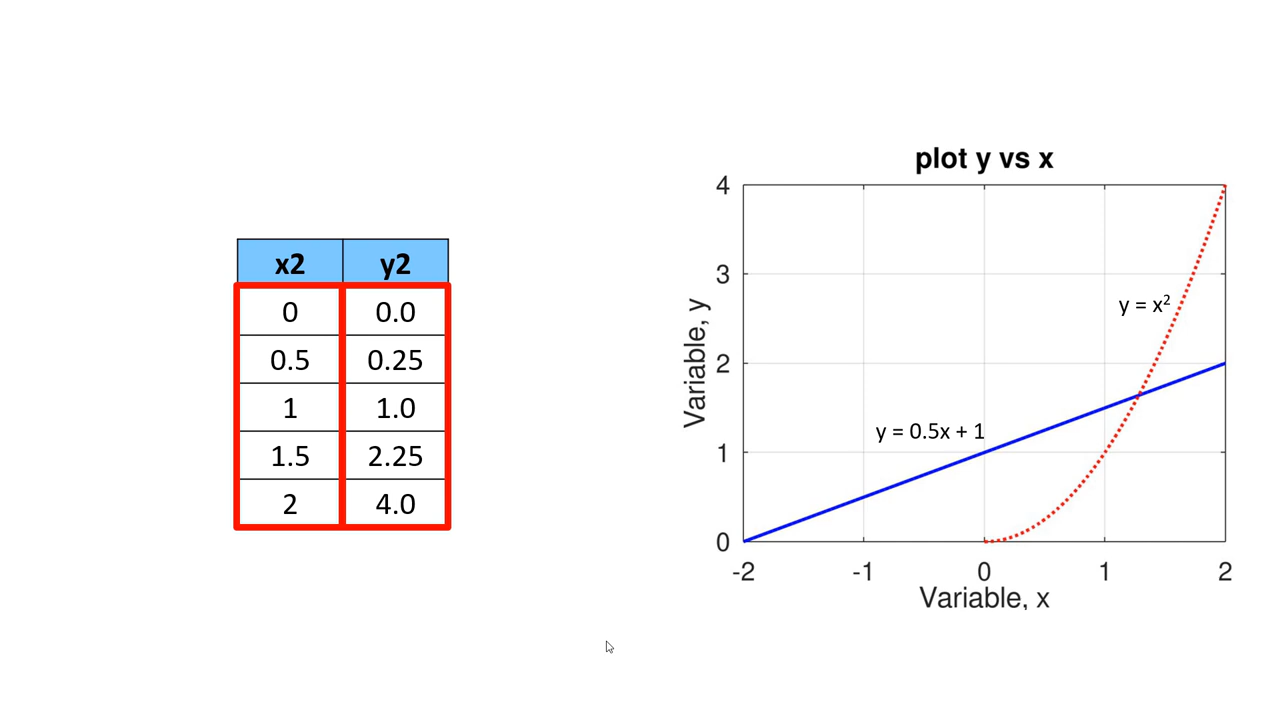 x2 y2
0 0.0
0.5 0.25
1 1.0
1.5 2.25
2 4.0
plot y vs x
4
3
2
1
0
Variable, y
y = x²
y = 0.5x + 1
-2 -1 0 1 2
Variable, x